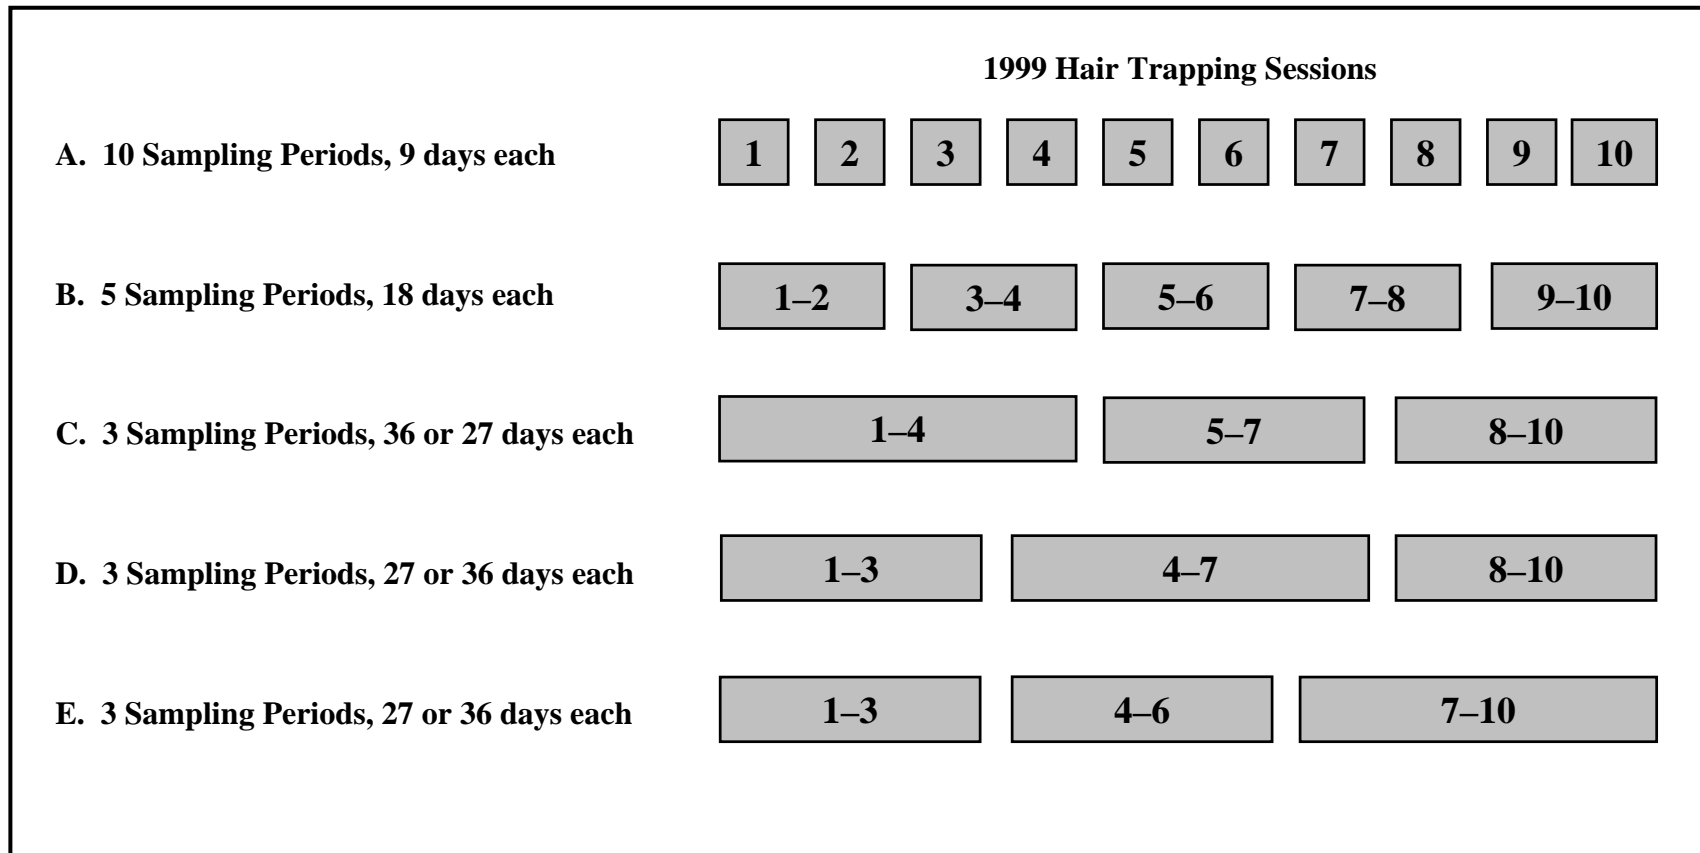 1999 Hair Trapping Sessions
A. 10 Sampling Periods, 9 days each 1 2 3 4 5 6 7 8 9 10
B. 5 Sampling Periods, 18 days each 1–2 3–4 5–6 7–8 9–10
C. 3 Sampling Periods, 36 or 27 days each 1–4 5–7 8–10
D. 3 Sampling Periods, 27 or 36 days each 1–3 4–7 8–10
E. 3 Sampling Periods, 27 or 36 days each 1–3 4–6 7–10